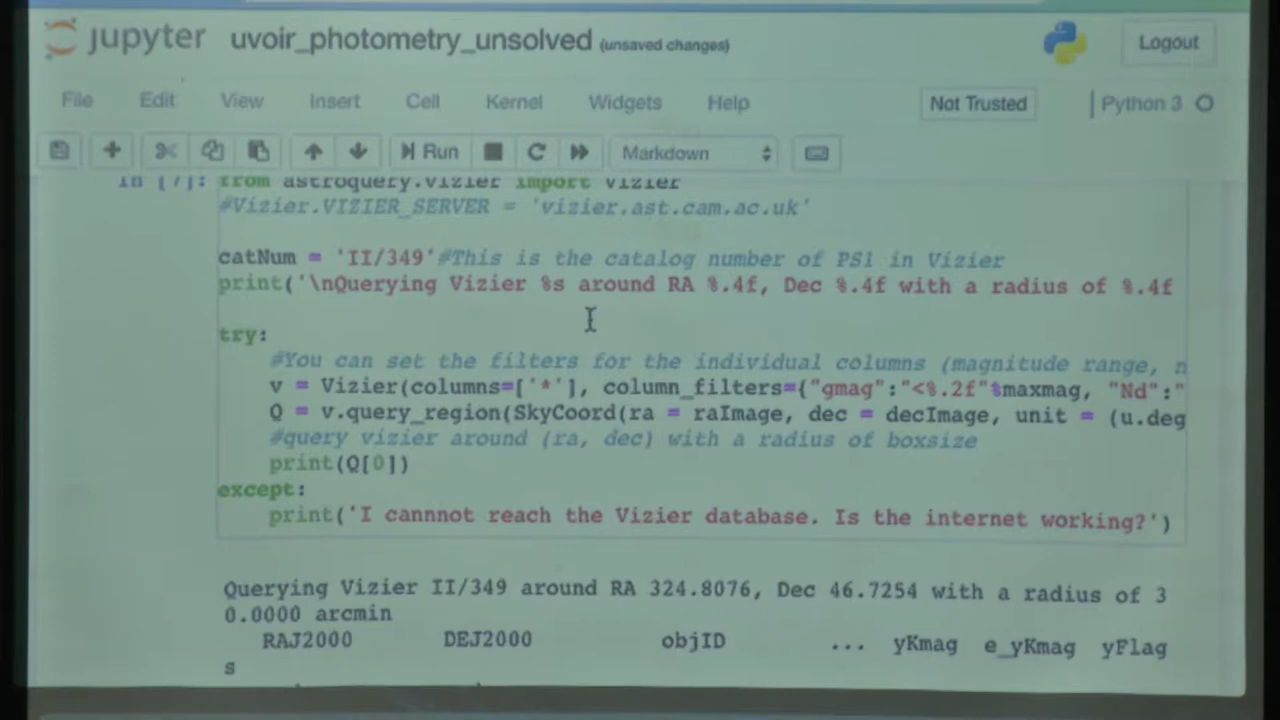 jupyter uvoir_photometry_unsolved (unsaved changes) Logout
File Edit View Insert Cell Kernel Widgets Help Not Trusted Python 3
Run Markdown
In [7]: from astroquery.vizier import Vizier
#Vizier.VIZIER_SERVER = 'vizier.ast.cam.ac.uk'
catNum = 'II/349'#This is the catalog number of PS1 in Vizier
print('\nQuerying Vizier %s around RA %.4f, Dec %.4f with a radius of %.4f
try:
#You can set the filters for the individual columns (magnitude range, n
v = Vizier(columns=['*'], column_filters={"gmag":"<%.2f"%maxmag, "Nd":"
Q = v.query_region(SkyCoord(ra = raImage, dec = decImage, unit = (u.deg
#query vizier around (ra, dec) with a radius of boxsize
print(Q[0])
except:
print('I cannnot reach the Vizier database. Is the internet working?')
Querying Vizier II/349 around RA 324.8076, Dec 46.7254 with a radius of 3
0.0000 arcmin
RAJ2000 DEJ2000 objID ... yKmag e_yKmag yFlag
s